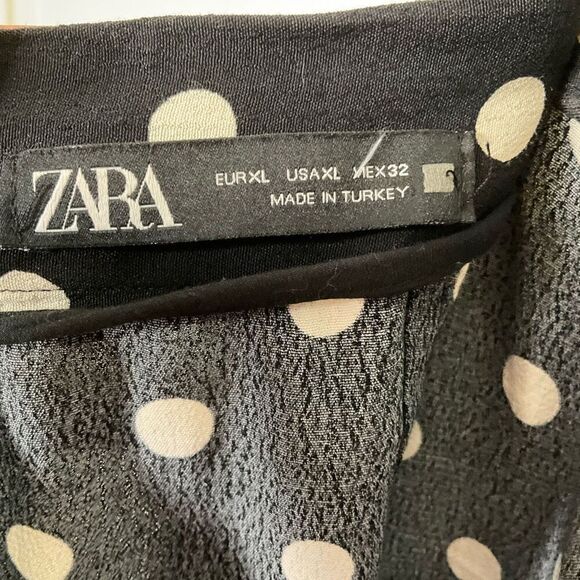 ZARA
EUR XL USA XL MEX 32
MADE IN TURKEY